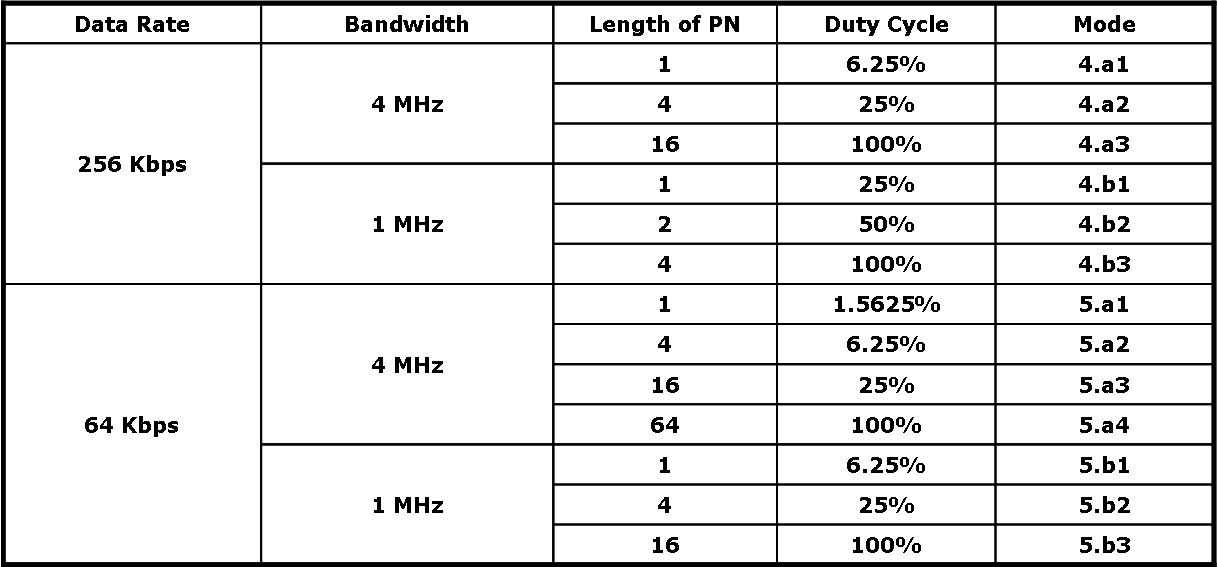 Data Rate Bandwidth Length of PN Duty Cycle Mode
1 6.25% 4.a1
4 MHz 4 25% 4.a2
16 100% 4.a3
256 Kbps
1 25% 4.b1
1 MHz 2 50% 4.b2
4 100% 4.b3
1 1.5625% 5.a1
4 6.25% 5.a2
4 MHz
16 25% 5.a3
64 Kbps 64 100% 5.a4
1 6.25% 5.b1
1 MHz 4 25% 5.b2
16 100% 5.b3